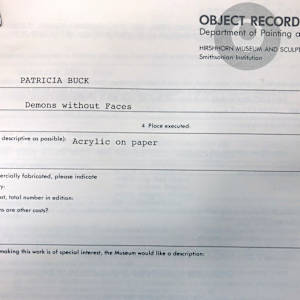 OBJECT RECORD
Department of Painting a
HIRSHHORN MUSEUM AND SCULPT
Smithsonian Institution
PATRICIA BUCK
Demons without Faces
4 Place executed:
descriptive as possible): Acrylic on paper
ercially fabricated, please indicate
y:
st, total number in edition:
ns are other costs?
making this work is of special interest, the Museum would like a description: